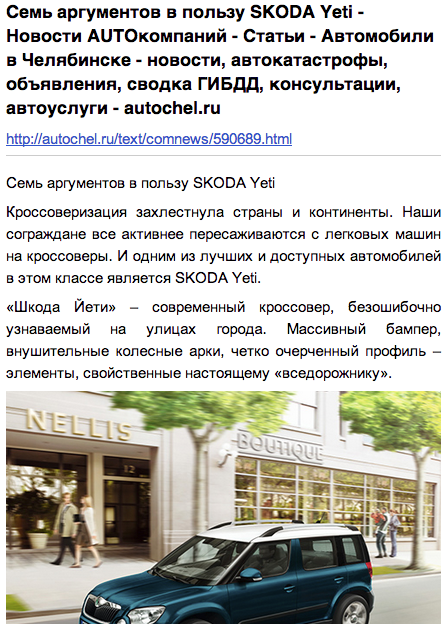 Семь аргументов в пользу SKODA Yeti -
Новости AUTOкомпаний - Статьи - Автомобили
в Челябинске - новости, автокатастрофы,
объявления, сводка ГИБДД, консультации,
автоуслуги - autochel.ru
http://autochel.ru/text/comnews/590689.html
Семь аргументов в пользу SKODA Yeti
Кроссоверизация захлестнула страны и континенты. Наши
сограждане все активнее пересаживаются с легковых машин
на кроссоверы. И одним из лучших и доступных автомобилей
в этом классе является SKODA Yeti.
«Шкода Йети» – современный кроссовер, безошибочно
узнаваемый на улицах города. Массивный бампер,
внушительные колесные арки, четко очерченный профиль –
элементы, свойственные настоящему «вседорожнику».
NELLIS
BOUTIQUE
12